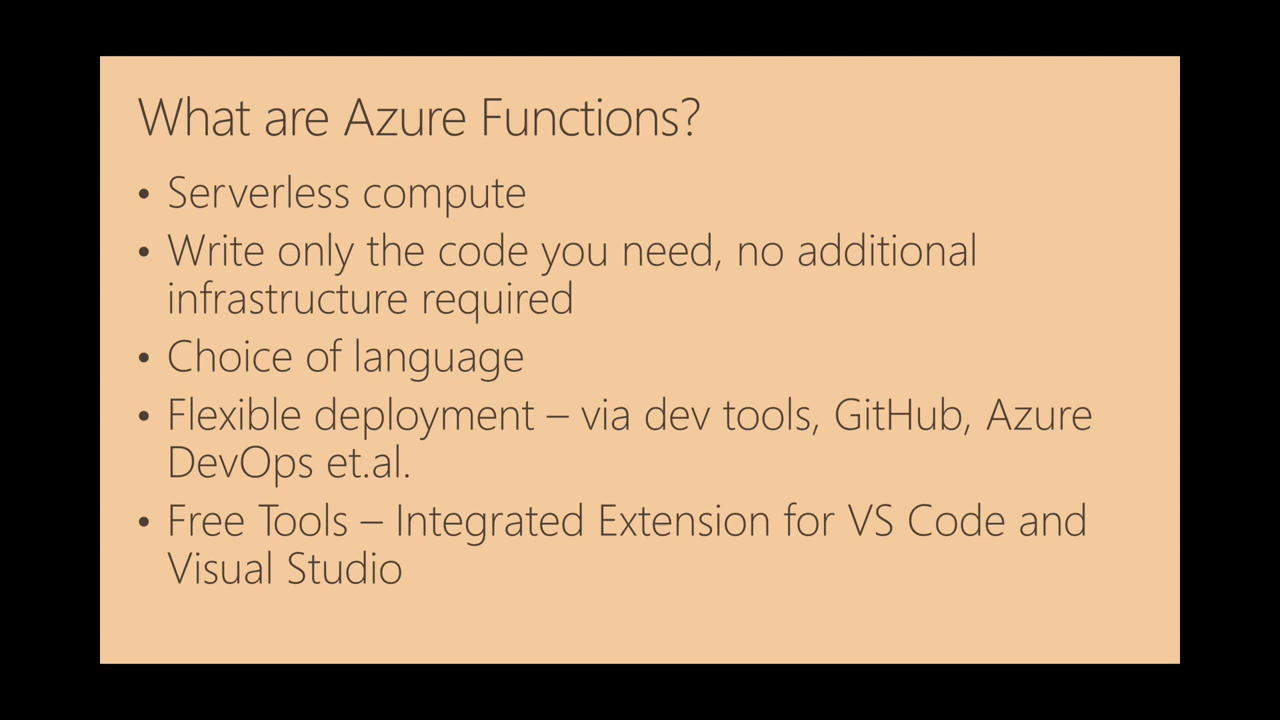 What are Azure Functions?
• Serverless compute
• Write only the code you need, no additional
infrastructure required
• Choice of language
• Flexible deployment – via dev tools, GitHub, Azure
DevOps et.al.
• Free Tools – Integrated Extension for VS Code and
Visual Studio